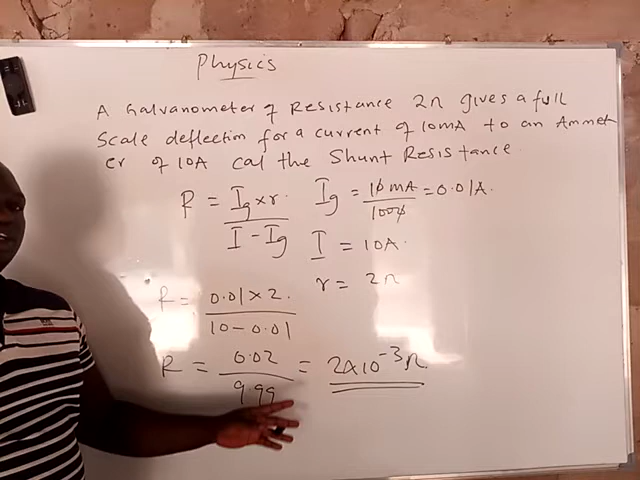 Physics
A Galvanometer of Resistance 2Ω gives a full
Scale deflection for a current of 10mA to an Ammet
er of 10A cal the Shunt Resistance.
R = Ig × r / I - Ig
Ig = 10mA / 1000 = 0.01A.
I = 10A.
r = 2Ω
R = 0.01 × 2. / 10 - 0.01
R = 0.02 / 9.99 = 2×10⁻³Ω